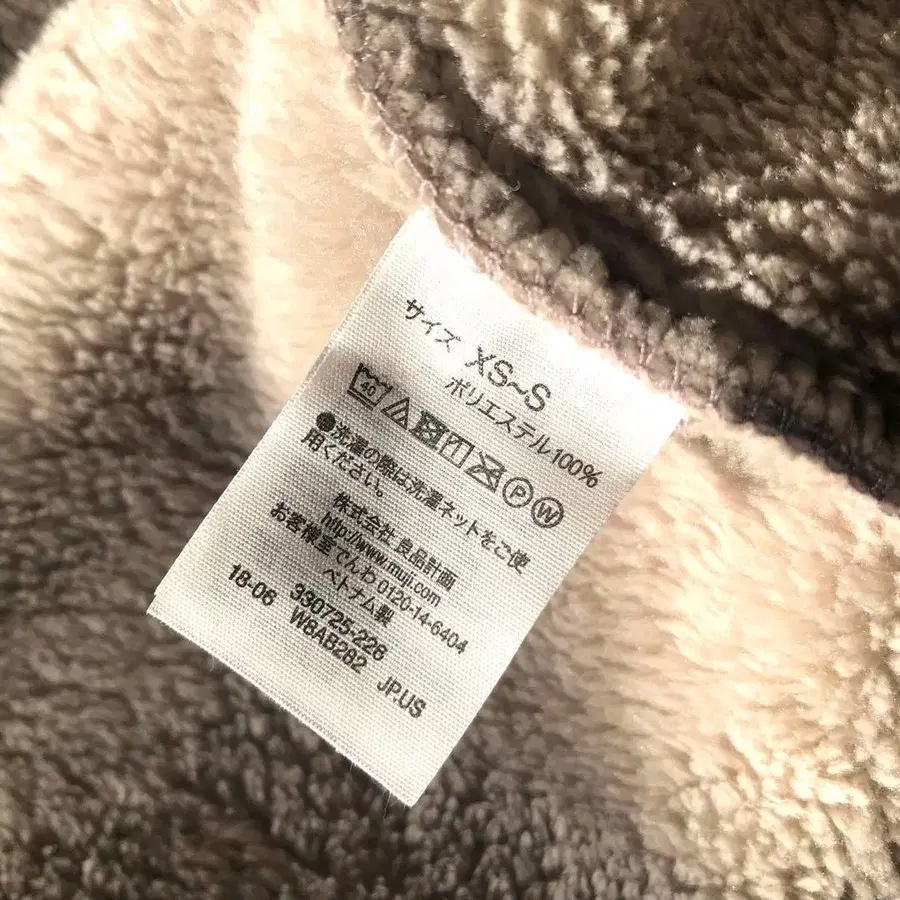 サイズ XS~S
ポリエステル100%
40 P W
●洗濯の際は洗濯ネットをご使
用ください。
株式会社 良品計画
http://www.muji.com
お客様室でんわ 0120-14-6404
ベトナム製
18-06 330725-226
W8AB282 JP.US